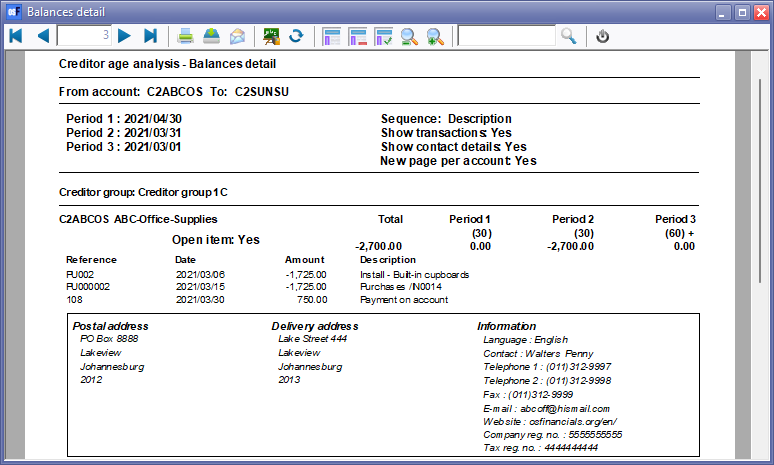 Balances detail
3
Creditor age analysis - Balances detail
From account: C2ABCOS To: C2SUNSU
Period 1 : 2021/04/30 Sequence: Description
Period 2 : 2021/03/31 Show transactions: Yes
Period 3 : 2021/03/01 Show contact details: Yes
New page per account: Yes
Creditor group: Creditor group 1C
C2ABCOS ABC-Office-Supplies Total Period 1 Period 2 Period 3
Open item: Yes (30) (30) (60) +
-2,700.00 0.00 -2,700.00 0.00
Reference Date Amount Description
PU002 2021/03/06 -1,725.00 Install - Built-in cupboards
PU000002 2021/03/15 -1,725.00 Purchases /IN0014
108 2021/03/30 750.00 Payment on account
Postal address Delivery address Information
PO Box 8888 Lake Street 444 Language : English
Lakeview Lakeview Contact : Walters Penny
Johannesburg Johannesburg Telephone 1 : (011)312-9997
2012 2013 Telephone 2 : (011)312-9998
Fax : (011)312-9999
E-mail : abcoff@hismail.com
Website : osfinancials.org/en/
Company reg. no. : 5555555555
Tax reg. no. : 4444444444